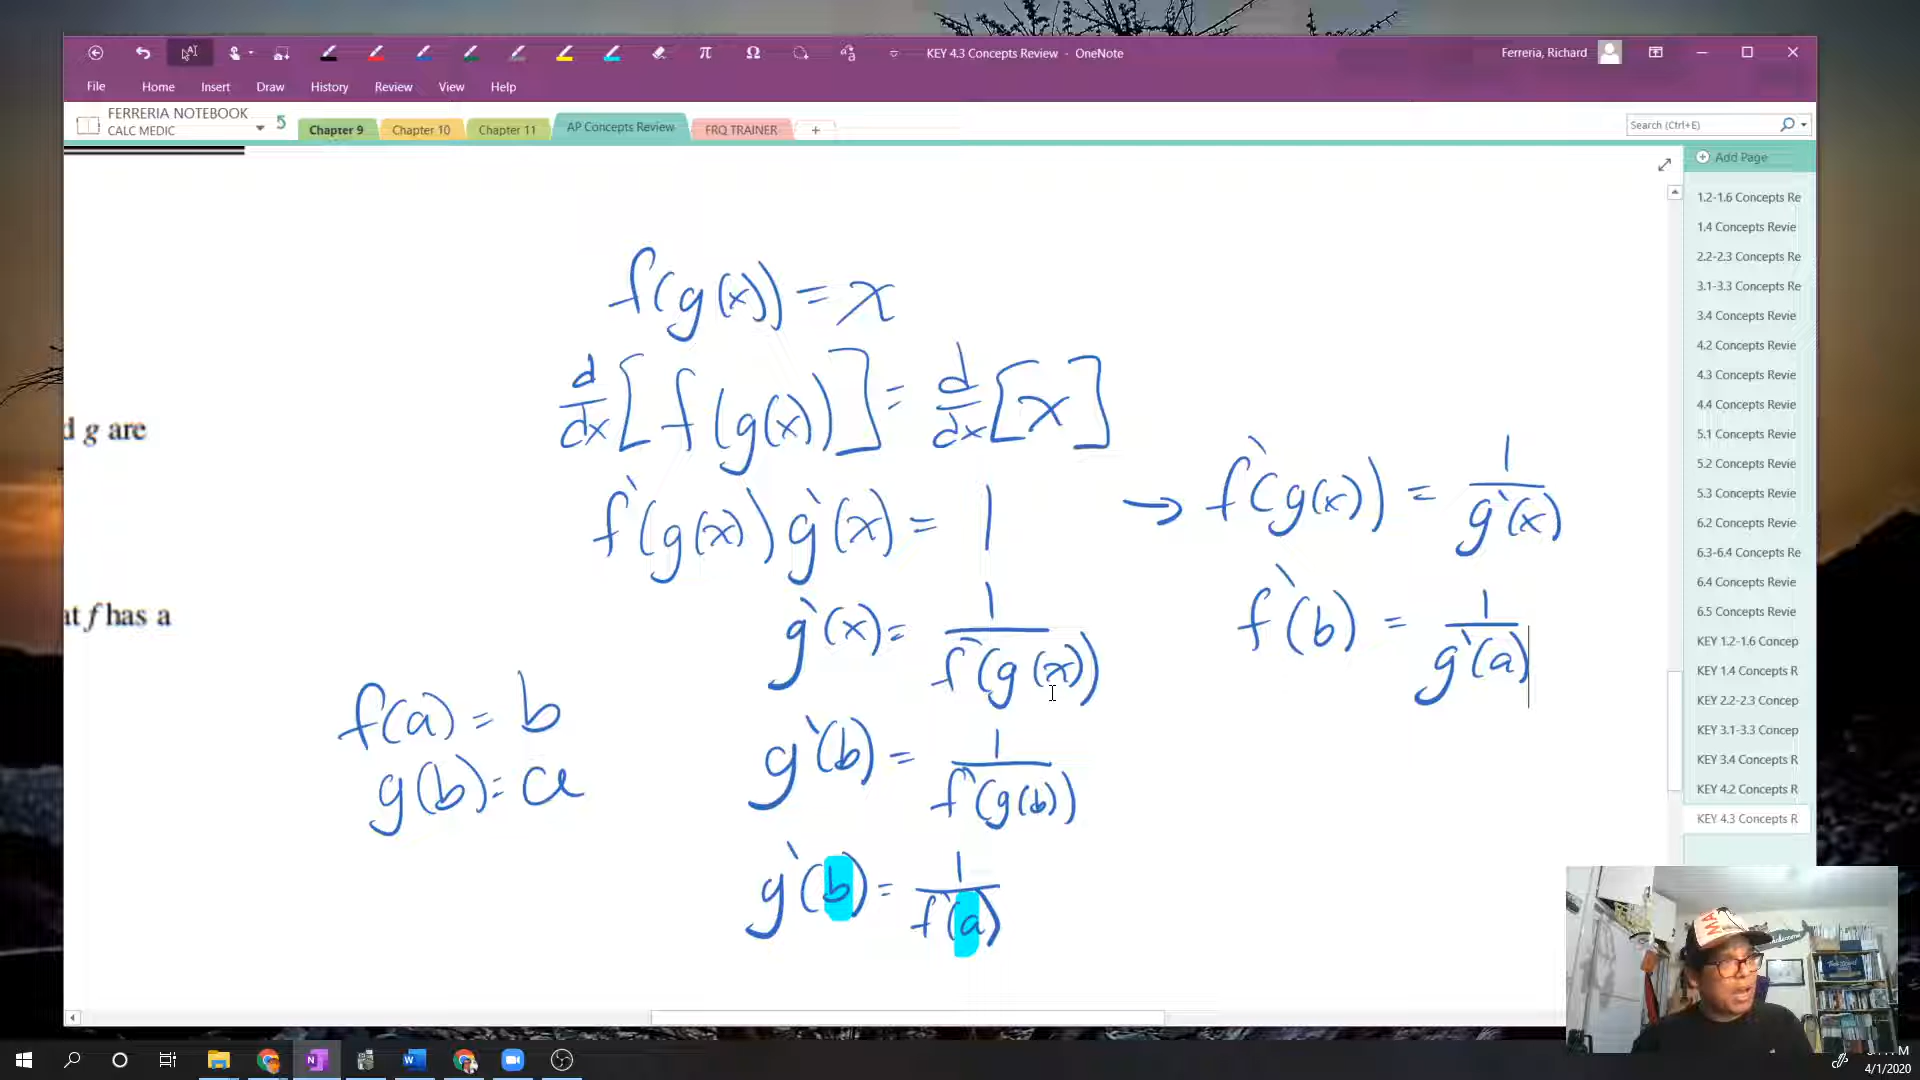 KEY 4.3 Concepts Review - OneNote
Ferreria, Richard
File Home Insert Draw History Review View Help
FERRERIA NOTEBOOK
CALC MEDIC
5
Chapter 9 Chapter 10 Chapter 11 AP Concepts Review FRQ TRAINER +
Search (Ctrl+E)
Add Page
1.2-1.6 Concepts Re
1.4 Concepts Revie
2.2-2.3 Concepts Re
3.1-3.3 Concepts Re
3.4 Concepts Revie
4.2 Concepts Revie
4.3 Concepts Revie
4.4 Concepts Revie
5.1 Concepts Revie
5.2 Concepts Revie
5.3 Concepts Revie
6.2 Concepts Revie
6.3-6.4 Concepts Re
6.4 Concepts Revie
6.5 Concepts Revie
KEY 1.2-1.6 Concep
KEY 1.4 Concepts R
KEY 2.2-2.3 Concep
KEY 3.1-3.3 Concep
KEY 3.4 Concepts R
KEY 4.2 Concepts R
KEY 4.3 Concepts R
d g are
at f has a
f(g(x)) = x
d/dx [f(g(x))] = d/dx [x]
f'(g(x)) g'(x) = 1
g'(x) = 1/f'(g(x))
g'(b) = 1/f'(g(b))
g'(b) = 1/f'(a)
f(a) = b
g(b) = a
→ f'(g(x)) = 1/g'(x)
f'(b) = 1/g'(a)
4/1/2020